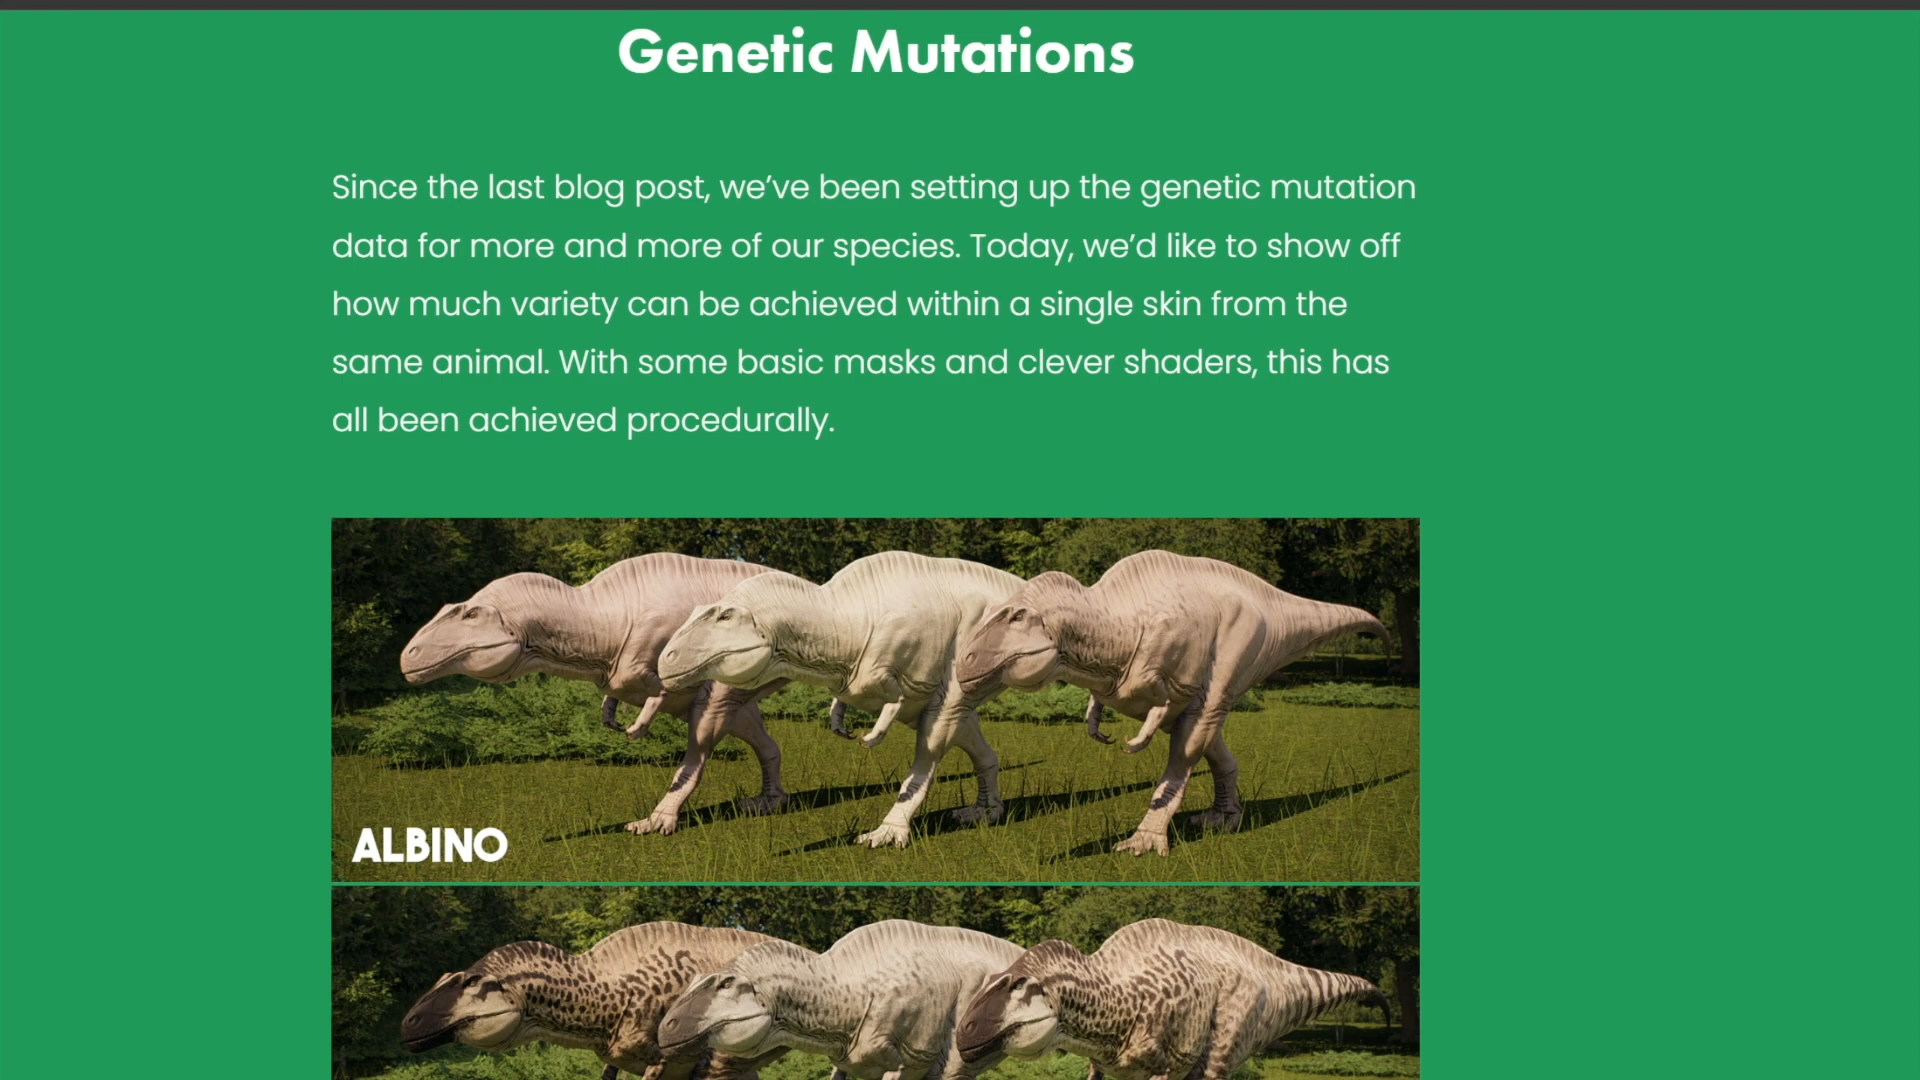 Genetic Mutations
Since the last blog post, we’ve been setting up the genetic mutation
data for more and more of our species. Today, we’d like to show off
how much variety can be achieved within a single skin from the
same animal. With some basic masks and clever shaders, this has
all been achieved procedurally.
ALBINO